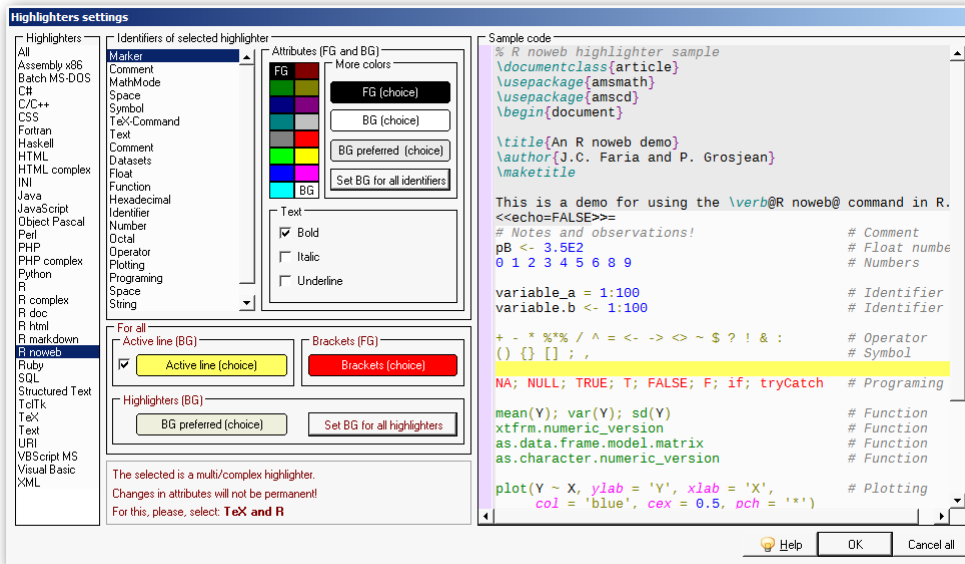 Highlighters settings
Highlighters
All
Assembly x86
Batch MS-DOS
C#
C/C++
CSS
Fortran
Haskell
HTML
HTML complex
INI
Java
JavaScript
Object Pascal
Perl
PHP
PHP complex
Python
R
R complex
R doc
R html
R markdown
R noweb
Ruby
SQL
Structured Text
TclTk
TeX
Text
URI
VBScript MS
Visual Basic
XML
Identifiers of selected highlighter
Marker
Comment
MathMode
Space
Symbol
TeX-Command
Text
Comment
Datasets
Float
Function
Hexadecimal
Identifier
Number
Octal
Operator
Plotting
Programing
Space
String
Attributes (FG and BG)
FG
BG
More colors
FG (choice)
BG (choice)
BG preferred (choice)
Set BG for all identifiers
Text
Bold
Italic
Underline
For all
Active line (BG)
Active line (choice)
Brackets (FG)
Brackets (choice)
Highlighters (BG)
BG preferred (choice)
Set BG for all highlighters
The selected is a multi/complex highlighter.
Changes in attributes will not be permanent!
For this, please, select: TeX and R
Sample code
% R noweb highlighter sample
\documentclass{article}
\usepackage{amsmath}
\usepackage{amscd}
\begin{document}
\title{An R noweb demo}
\author{J.C. Faria and P. Grosjean}
\maketitle
This is a demo for using the \verb@R noweb@ command in R.
<<echo=FALSE>>=
# Notes and observations! # Comment
pB <- 3.5E2 # Float numbe
0 1 2 3 4 5 6 8 9 # Numbers
variable_a = 1:100 # Identifier
variable.b <- 1:100 # Identifier
+ - * %*% / ^ = <- -> <> ~ $ ? ! & : # Operator
() {} [] ; , # Symbol
NA; NULL; TRUE; T; FALSE; F; if; tryCatch # Programing
mean(Y); var(Y); sd(Y) # Function
xtfrm.numeric_version # Function
as.data.frame.model.matrix # Function
as.character.numeric_version # Function
plot(Y ~ X, ylab = 'Y', xlab = 'X', # Plotting
col = 'blue', cex = 0.5, pch = '*')
Help
OK
Cancel all